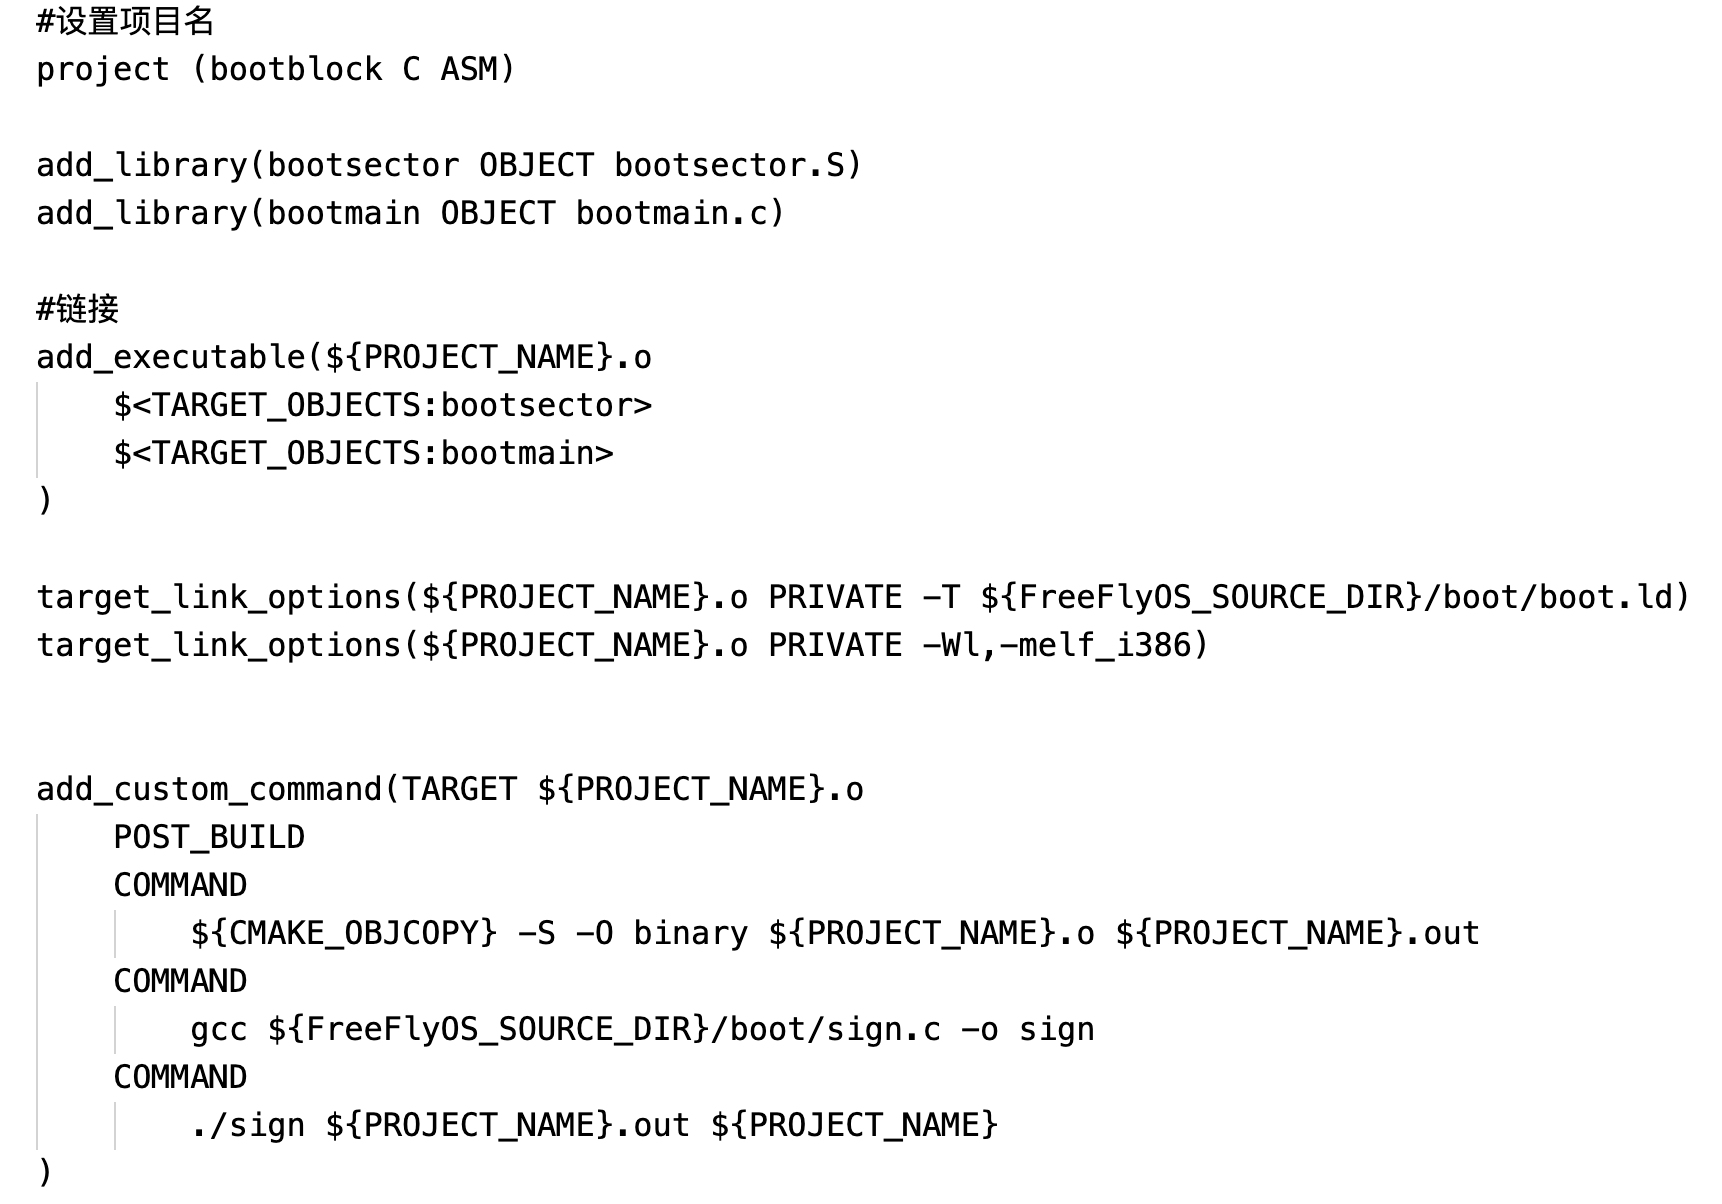 #设置项目名
project (bootblock C ASM)
add_library(bootsector OBJECT bootsector.S)
add_library(bootmain OBJECT bootmain.c)
#链接
add_executable(${PROJECT_NAME}.o
    $<TARGET_OBJECTS:bootsector>
    $<TARGET_OBJECTS:bootmain>
)
target_link_options(${PROJECT_NAME}.o PRIVATE -T ${FreeFlyOS_SOURCE_DIR}/boot/boot.ld)
target_link_options(${PROJECT_NAME}.o PRIVATE -Wl,-melf_i386)
add_custom_command(TARGET ${PROJECT_NAME}.o
    POST_BUILD
    COMMAND
        ${CMAKE_OBJCOPY} -S -O binary ${PROJECT_NAME}.o ${PROJECT_NAME}.out
    COMMAND
        gcc ${FreeFlyOS_SOURCE_DIR}/boot/sign.c -o sign
    COMMAND
        ./sign ${PROJECT_NAME}.out ${PROJECT_NAME}
)